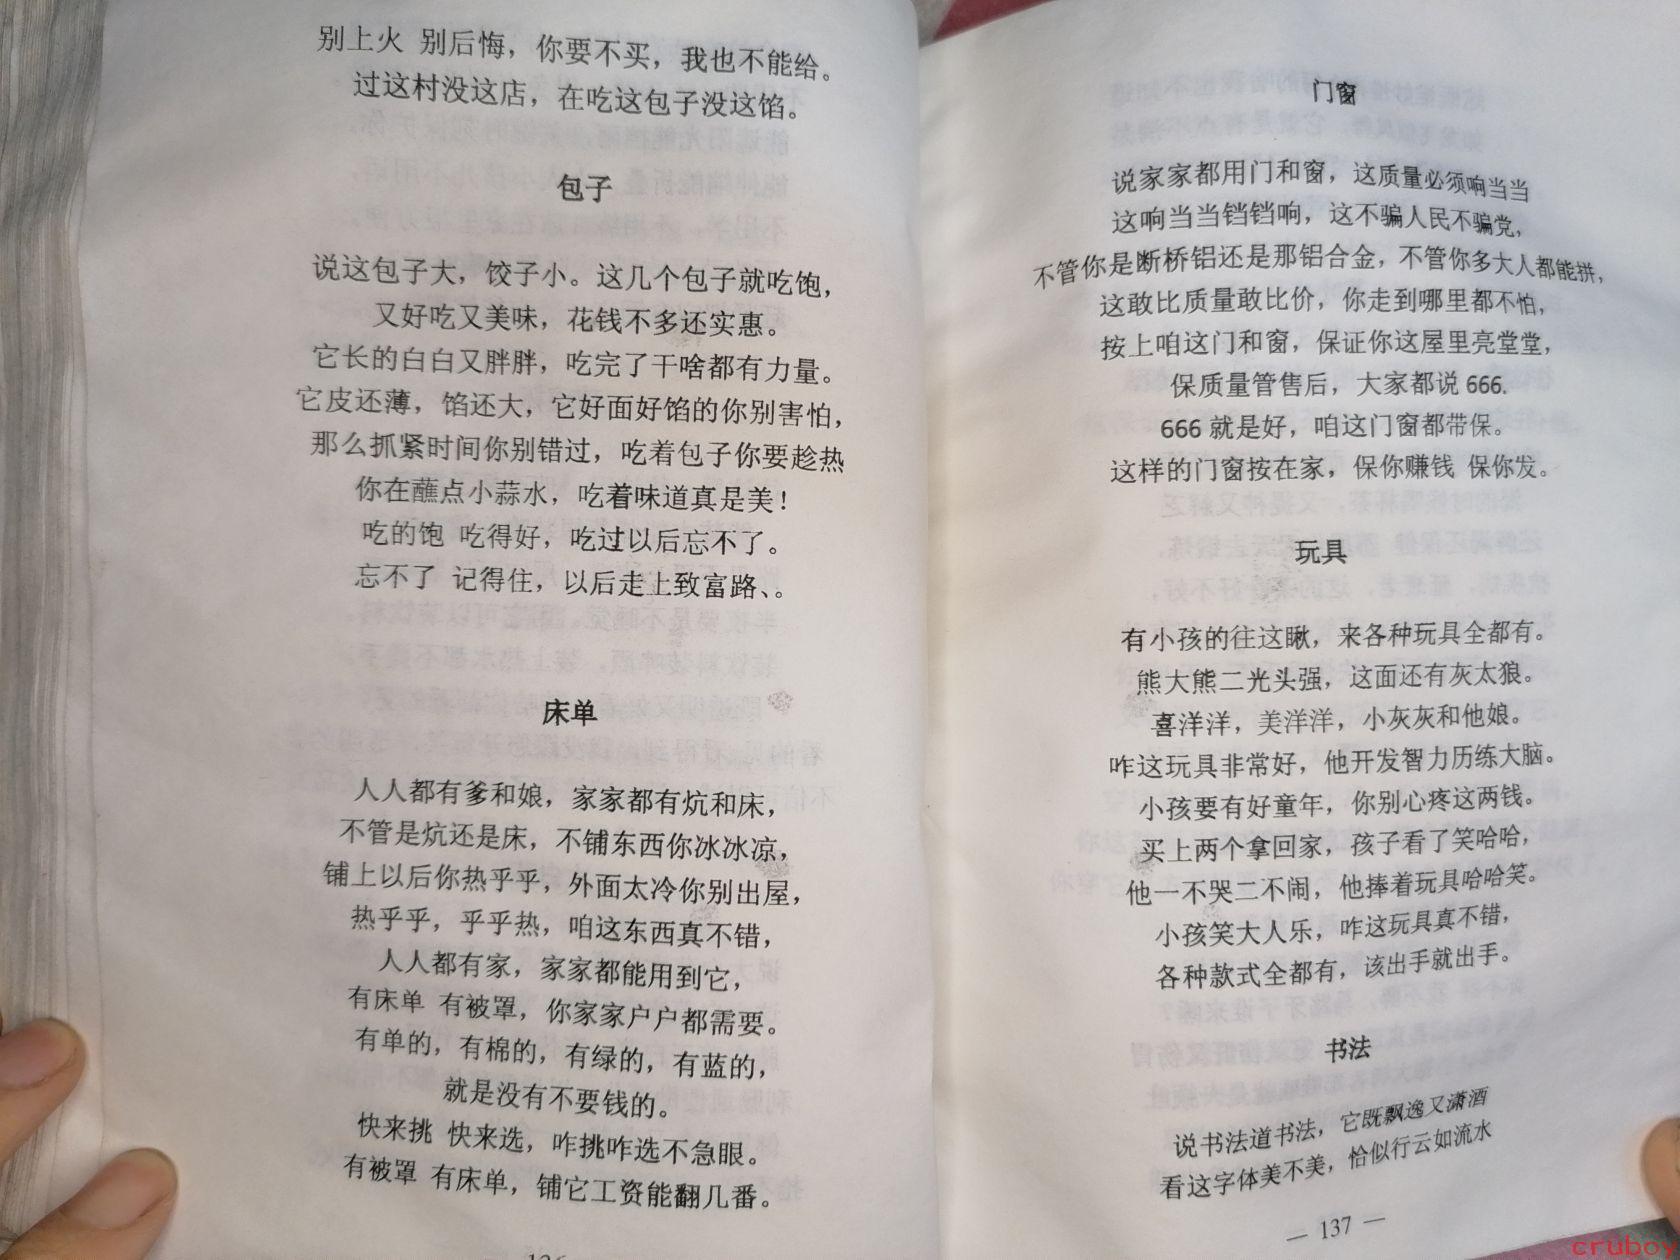 别上火 别后悔，你要不买，我也不能给。
过这村没这店，在吃这包子没这馅。
包子
说这包子大，饺子小。这几个包子就吃饱，
又好吃又美味，花钱不多还实惠。
它长的白白又胖胖，吃完了干啥都有力量。
它皮还薄，馅还大，它好面好馅的你别害怕，
那么抓紧时间你别错过，吃着包子你要趁热
你在蘸点小蒜水，吃着味道真是美！
吃的饱 吃得好，吃过以后忘不了。
忘不了 记得住，以后走上致富路、。
床单
人人都有爹和娘，家家都有炕和床，
不管是炕还是床，不铺东西你冰冰凉，
铺上以后你热乎乎，外面太冷你别出屋，
热乎乎，乎乎热，咱这东西真不错，
人人都有家，家家都能用到它，
有床单 有被罩，你家家户户都需要。
有单的，有棉的，有绿的，有蓝的，
就是没有不要钱的。
快来挑 快来选，咋挑咋选不急眼。
有被罩 有床单，铺它工资能翻几番。
门窗
说家家都用门和窗，这质量必须响当当
这响当当铛铛响，这不骗人民不骗党，
不管你是断桥铝还是那铝合金，不管你多大人都能拼，
这敢比质量敢比价，你走到哪里都不怕，
按上咱这门和窗，保证你这屋里亮堂堂，
保质量管售后，大家都说 666.
666 就是好，咱这门窗都带保。
这样的门窗按在家，保你赚钱 保你发。
玩具
有小孩的往这瞅，来各种玩具全都有。
熊大熊二光头强，这面还有灰太狼。
喜洋洋，美洋洋，小灰灰和他娘。
咋这玩具非常好，他开发智力历练大脑。
小孩要有好童年，你别心疼这两钱。
买上两个拿回家，孩子看了笑哈哈，
他一不哭二不闹，他捧着玩具哈哈笑。
小孩笑大人乐，咋这玩具真不错，
各种款式全都有，该出手就出手。
书法
说书法道书法，它既飘逸又潇洒
看这字体美不美，恰似行云如流水
— 137 —
cruboy